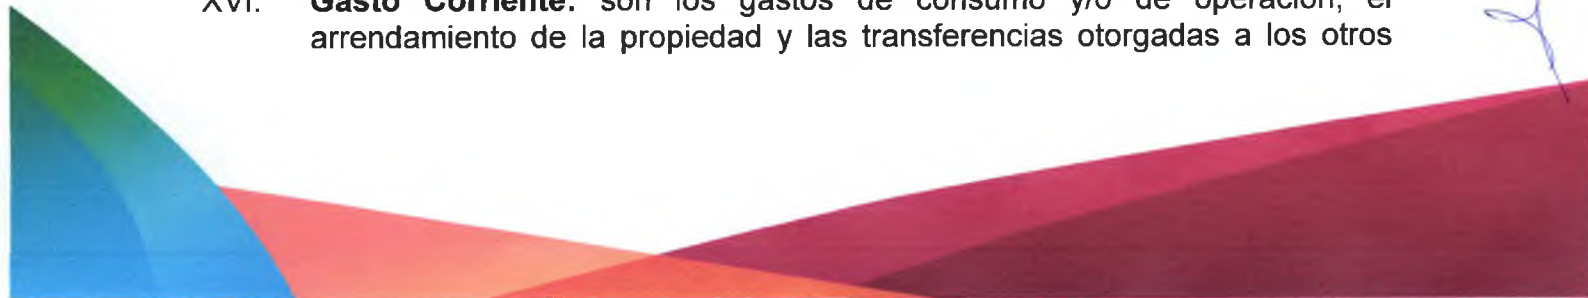 XVI. Gasto Corriente: son los gastos de consumo y/o de operación, el
arrendamiento de la propiedad y las transferencias otorgadas a los otros